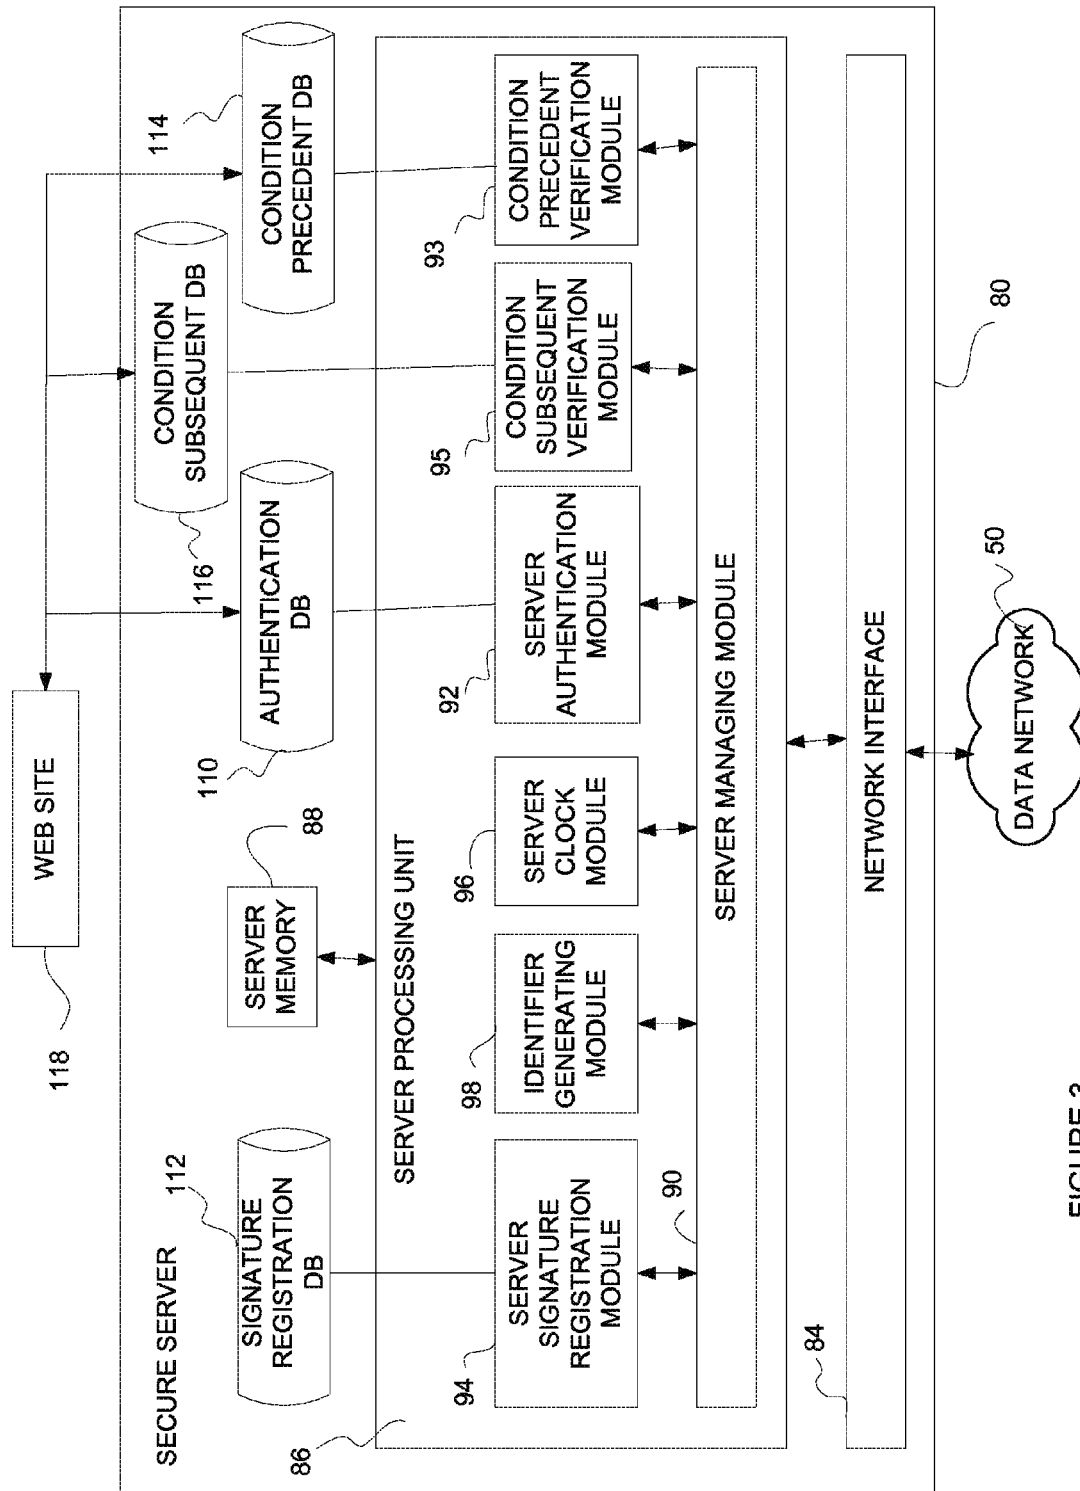 118
WEB SITE
SECURE SERVER
112
SIGNATURE
REGISTRATION
DB
SERVER
MEMORY
88
110
AUTHENTICATION
DB
116
CONDITION
SUBSEQUENT DB
114
CONDITION
PRECEDENT DB
86
SERVER PROCESSING UNIT
94
SERVER
SIGNATURE
REGISTRATION
MODULE
98
IDENTIFIER
GENERATING
MODULE
96
SERVER
CLOCK
MODULE
92
SERVER
AUTHENTICATION
MODULE
95
CONDITION
SUBSEQUENT
VERIFICATION
MODULE
93
CONDITION
PRECEDENT
VERIFICATION
MODULE
90
SERVER MANAGING MODULE
84
NETWORK INTERFACE
80
DATA NETWORK
50
FIGURE 3